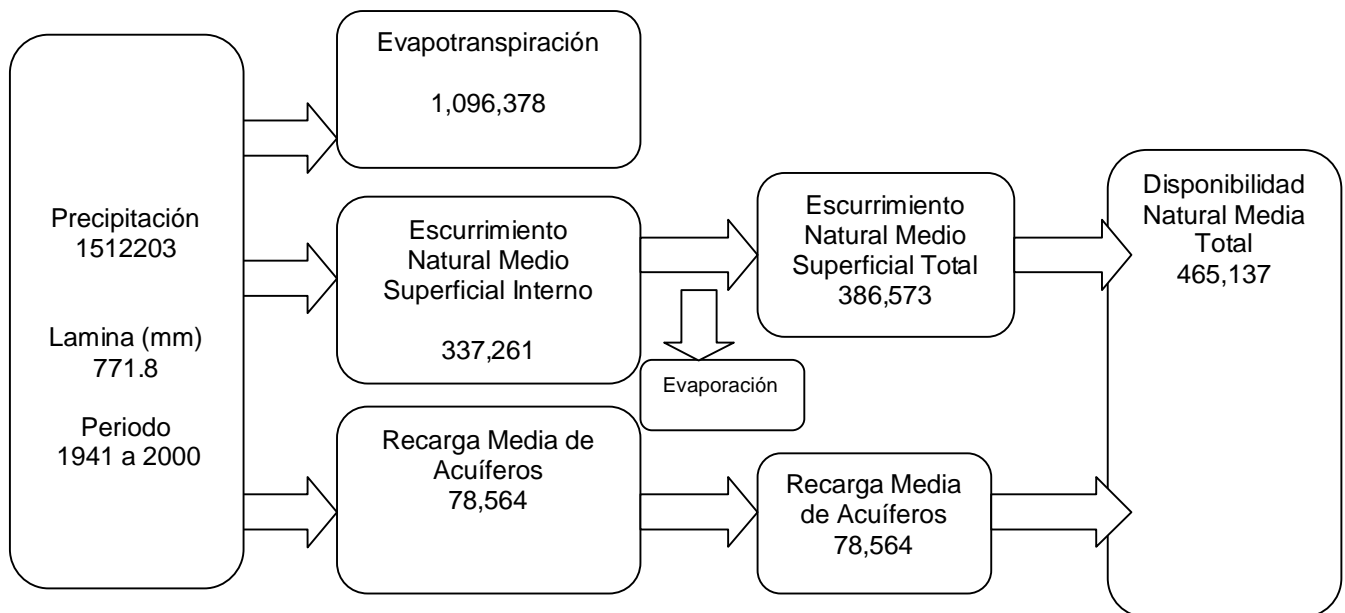 Precipitación
1512203
Lamina (mm)
771.8
Periodo
1941 a 2000
Evapotranspiración
1,096,378
Escurrimiento
Natural Medio
Superficial Interno
337,261
Recarga Media de
Acuíferos
78,564
Evaporación
Escurrimiento
Natural Medio
Superficial Total
386,573
Recarga Media
de Acuíferos
78,564
Disponibilidad
Natural Media
Total
465,137